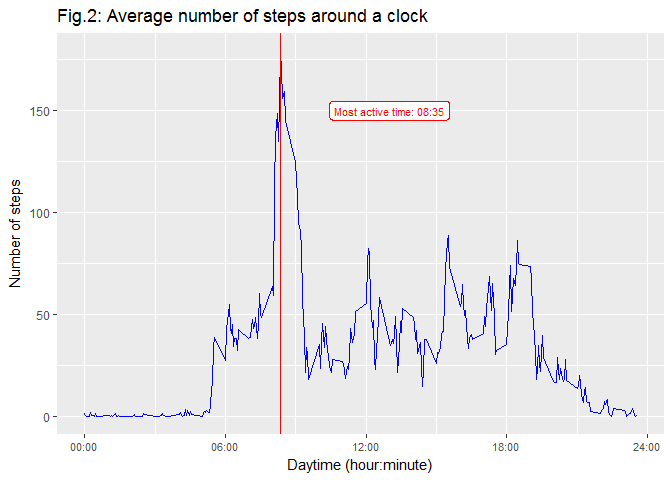 Fig.2: Average number of steps around a clock
Number of steps
150
100
50
0
Most active time: 08:35
00:00 06:00 12:00 18:00 24:00
Daytime (hour:minute)